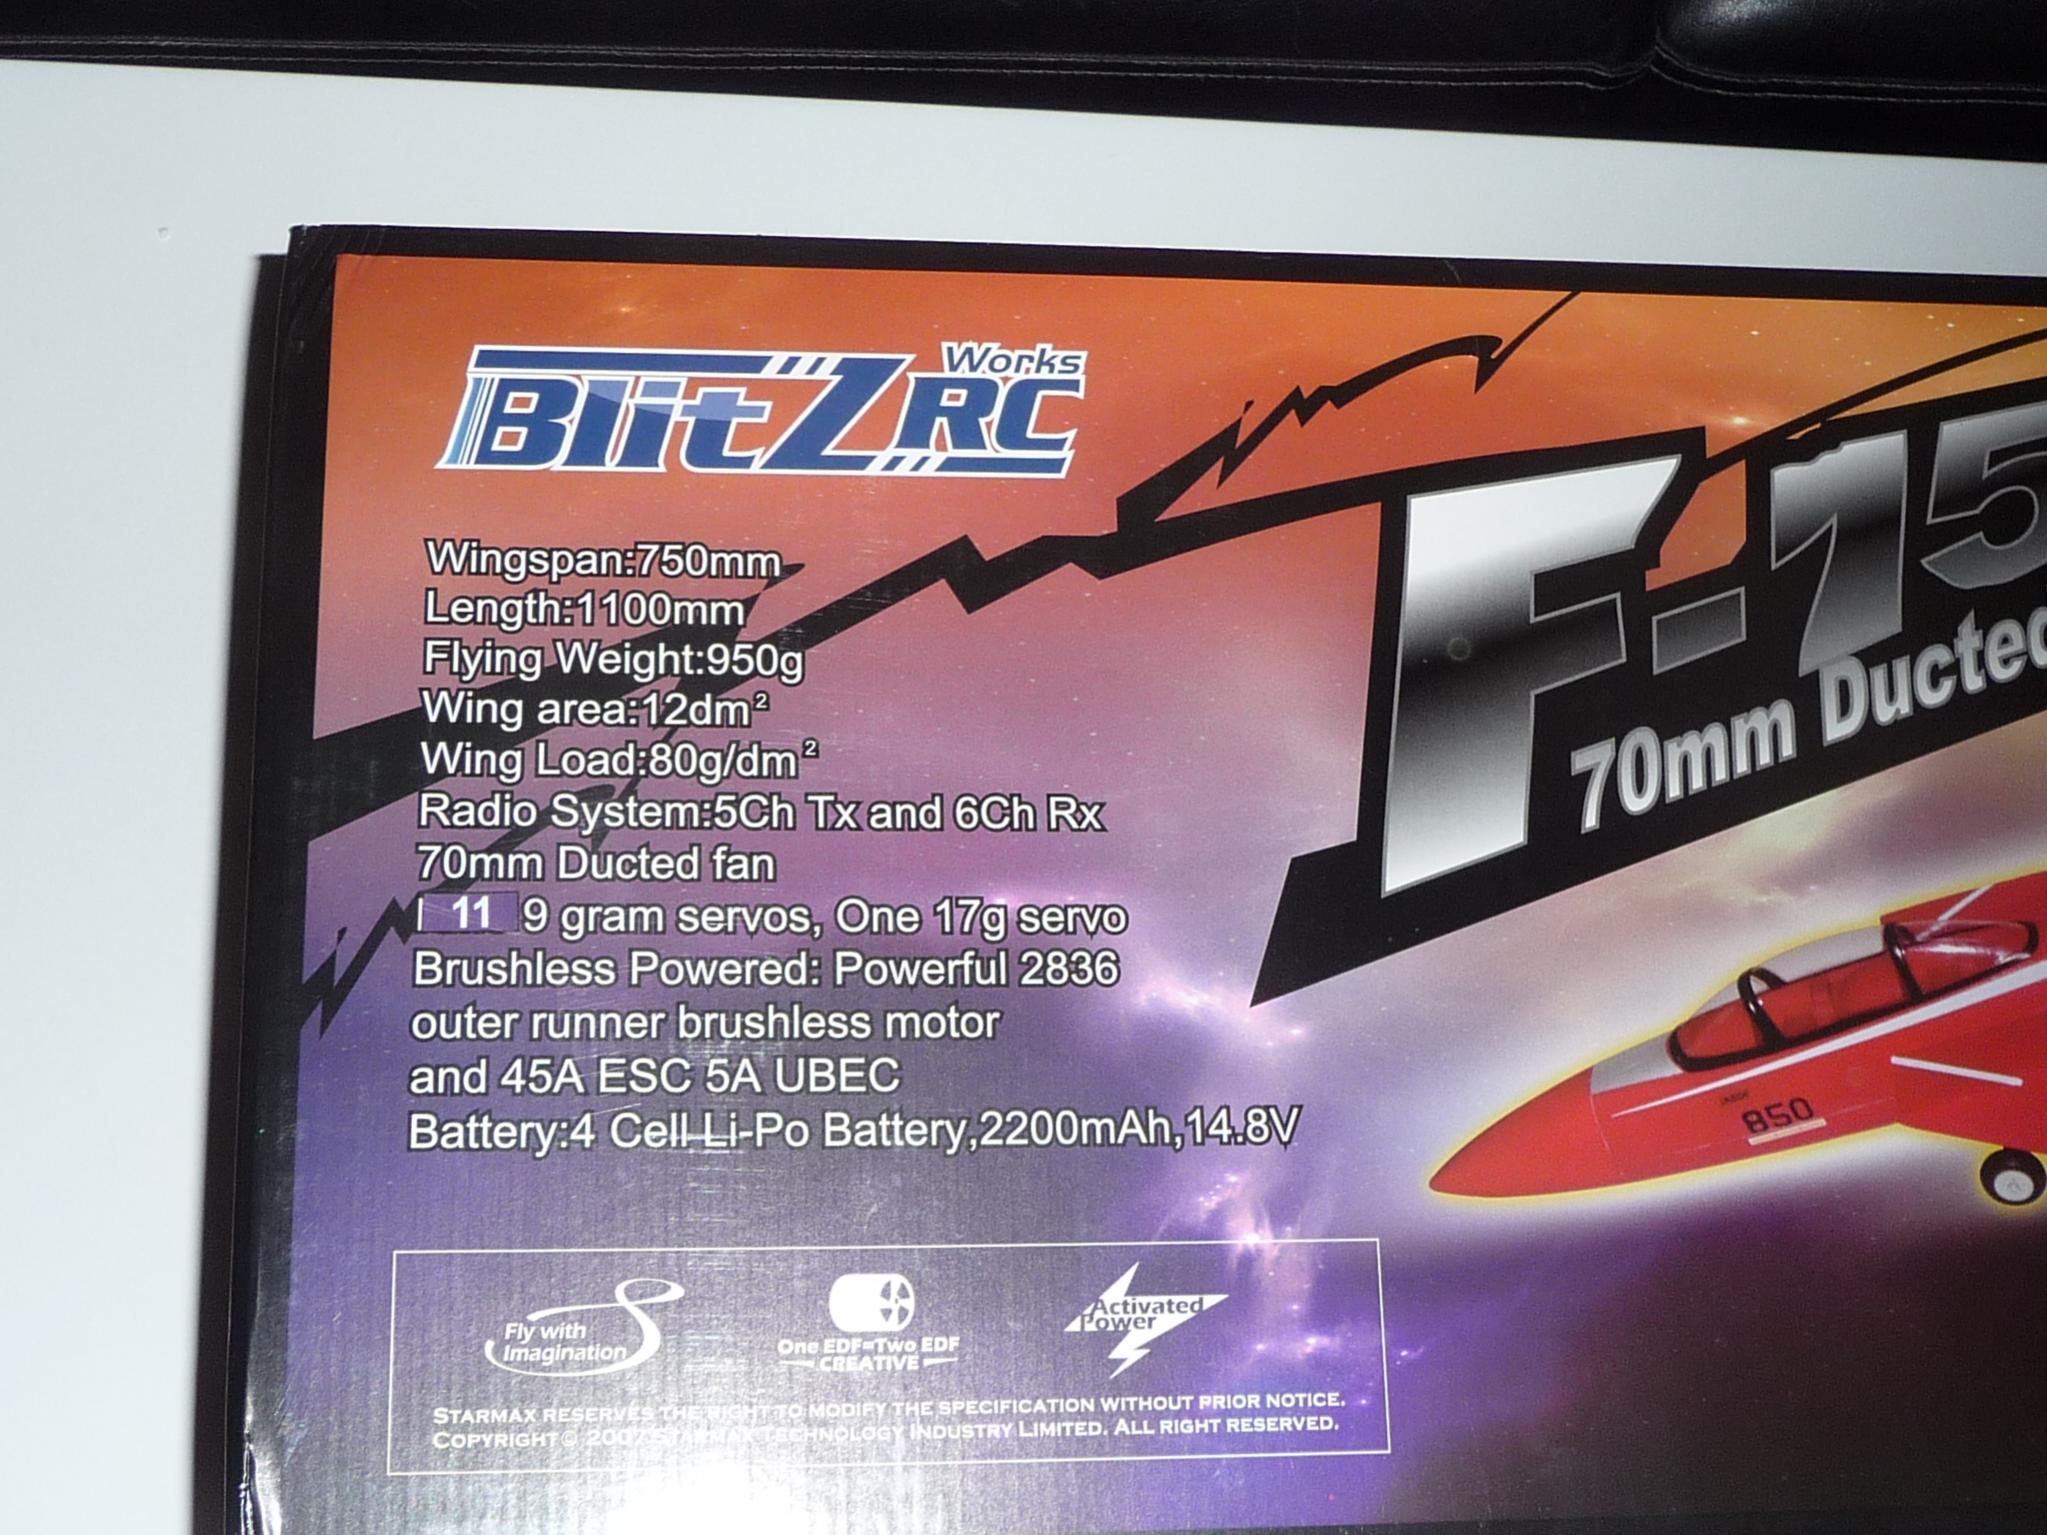 BlitZ RC Works
Wingspan:750mm
Length:1100mm
Flying Weight:950g
Wing area:12dm²
Wing Load:80g/dm²
Radio System:5Ch Tx and 6Ch Rx
70mm Ducted fan
11 9 gram servos, One 17g servo
Brushless Powered: Powerful 2836
outer runner brushless motor
and 45A ESC 5A UBEC
Battery:4 Cell Li-Po Battery,2200mAh,14.8V
F-15
70mm Ducted
850
Fly with
Imagination
One EDF=Two EDF
CREATIVE
Activated
Power
STARMAX RESERVES THE RIGHT TO MODIFY THE SPECIFICATION WITHOUT PRIOR NOTICE.
COPYRIGHT© 2007 STARMAX TECHNOLOGY INDUSTRY LIMITED. ALL RIGHT RESERVED.